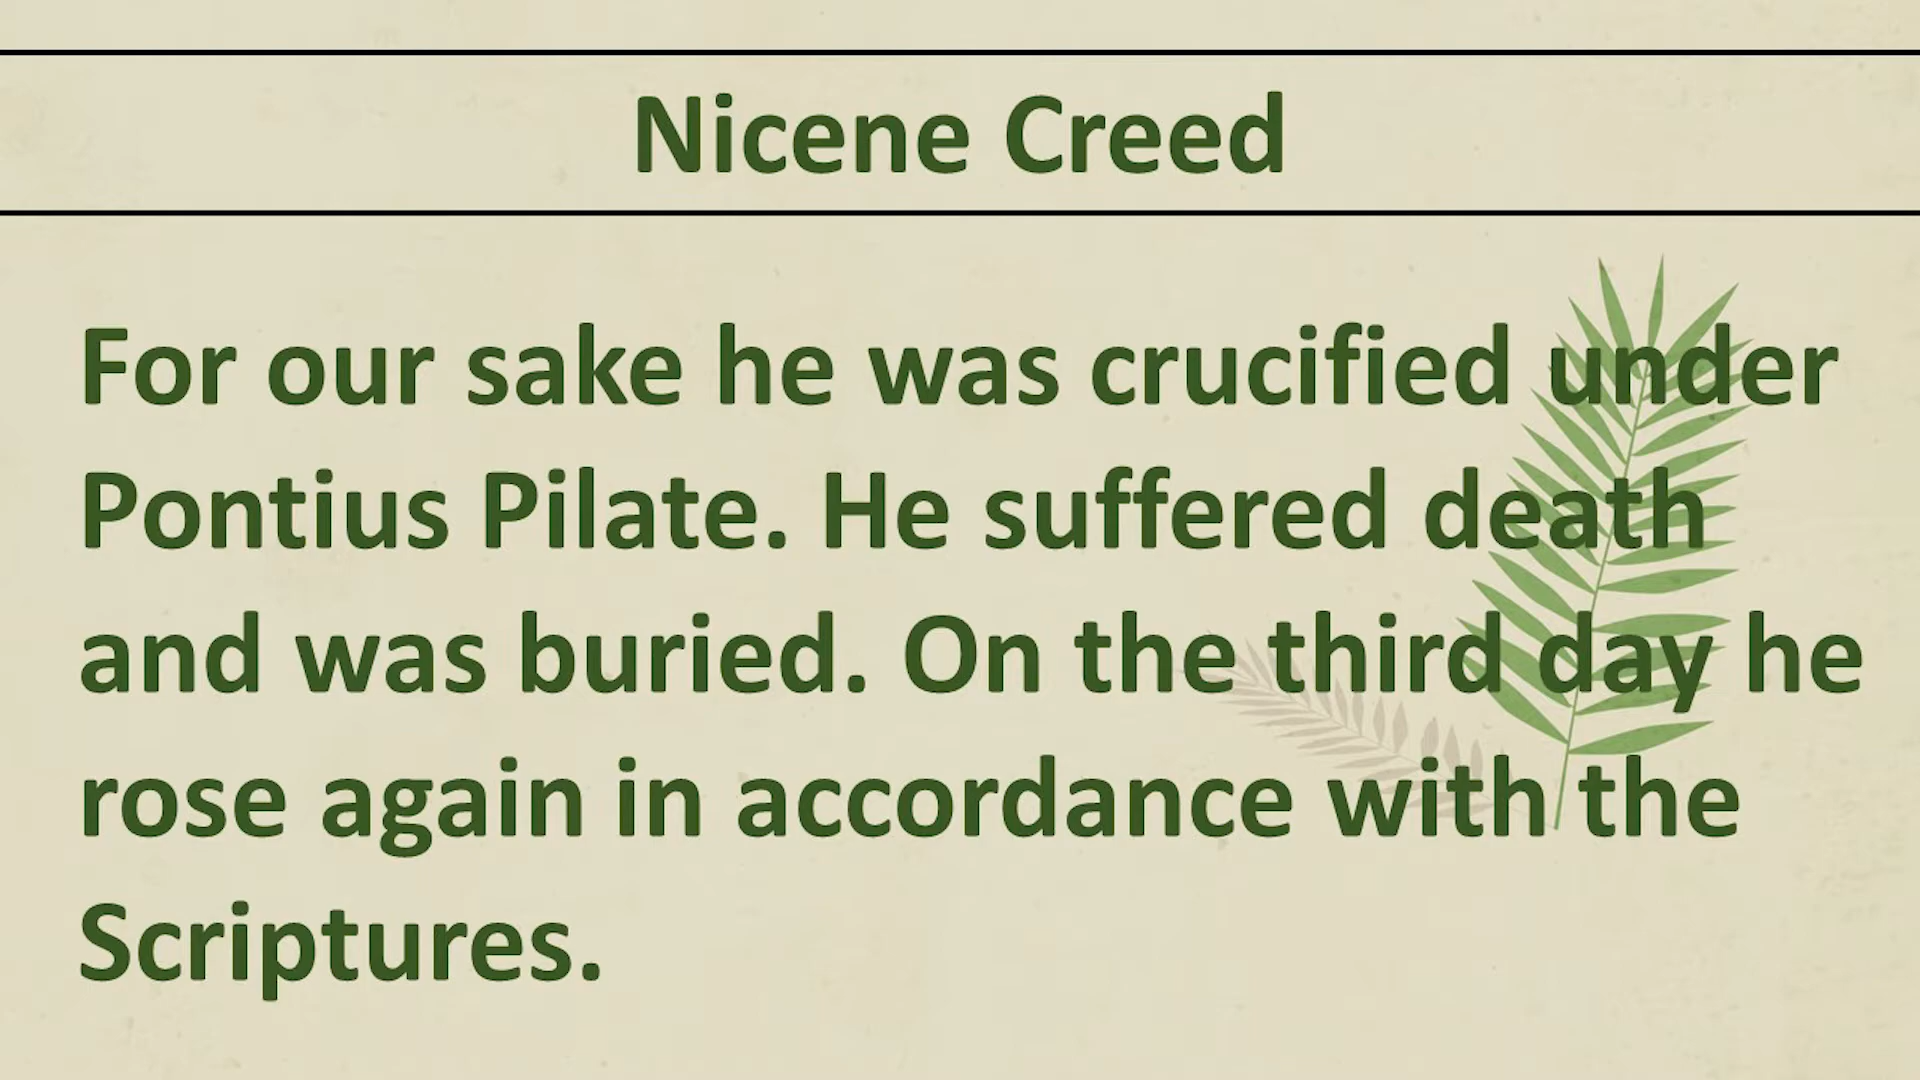 Nicene Creed
For our sake he was crucified under
Pontius Pilate. He suffered death
and was buried. On the third day he
rose again in accordance with the
Scriptures.